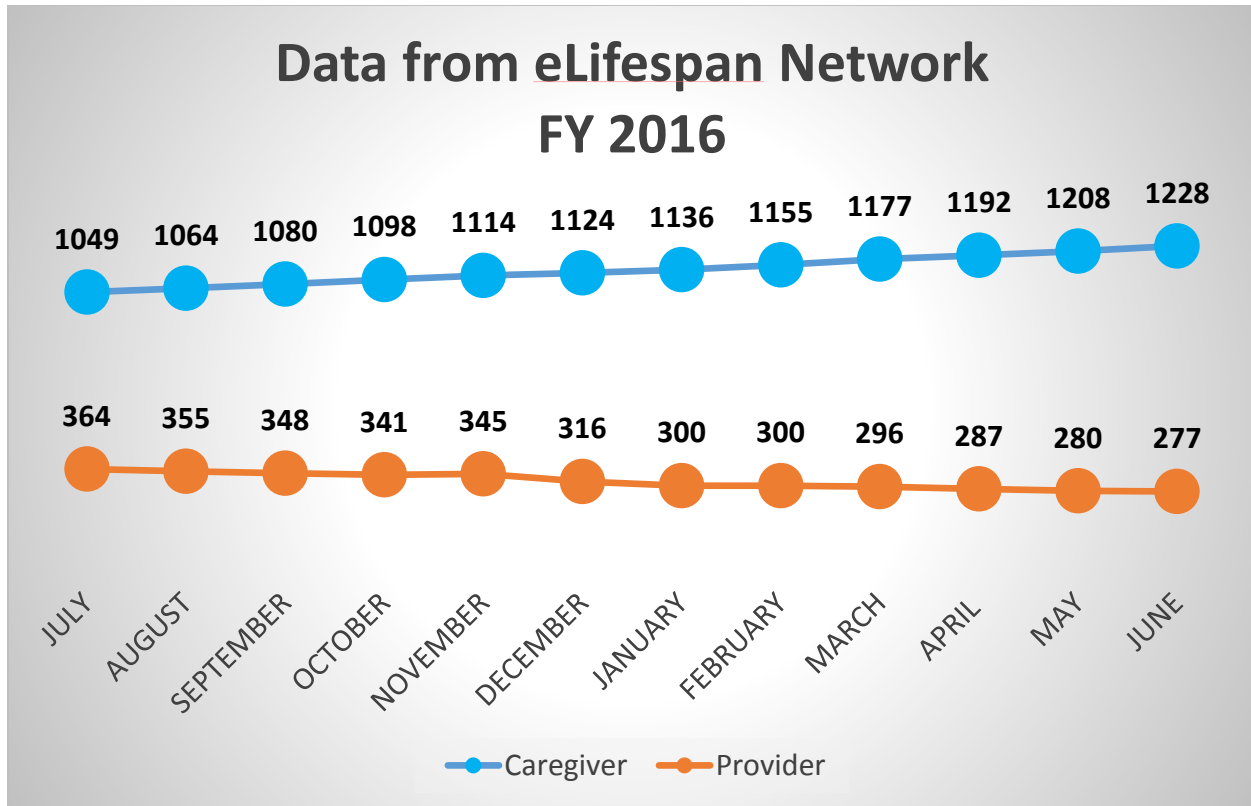 Data from eLifespan Network
FY 2016
1049 1064 1080 1098 1114 1124 1136 1155 1177 1192 1208 1228
364 355 348 341 345 316 300 300 296 287 280 277
JULY AUGUST SEPTEMBER OCTOBER NOVEMBER DECEMBER JANUARY FEBRUARY MARCH APRIL MAY JUNE
Caregiver Provider